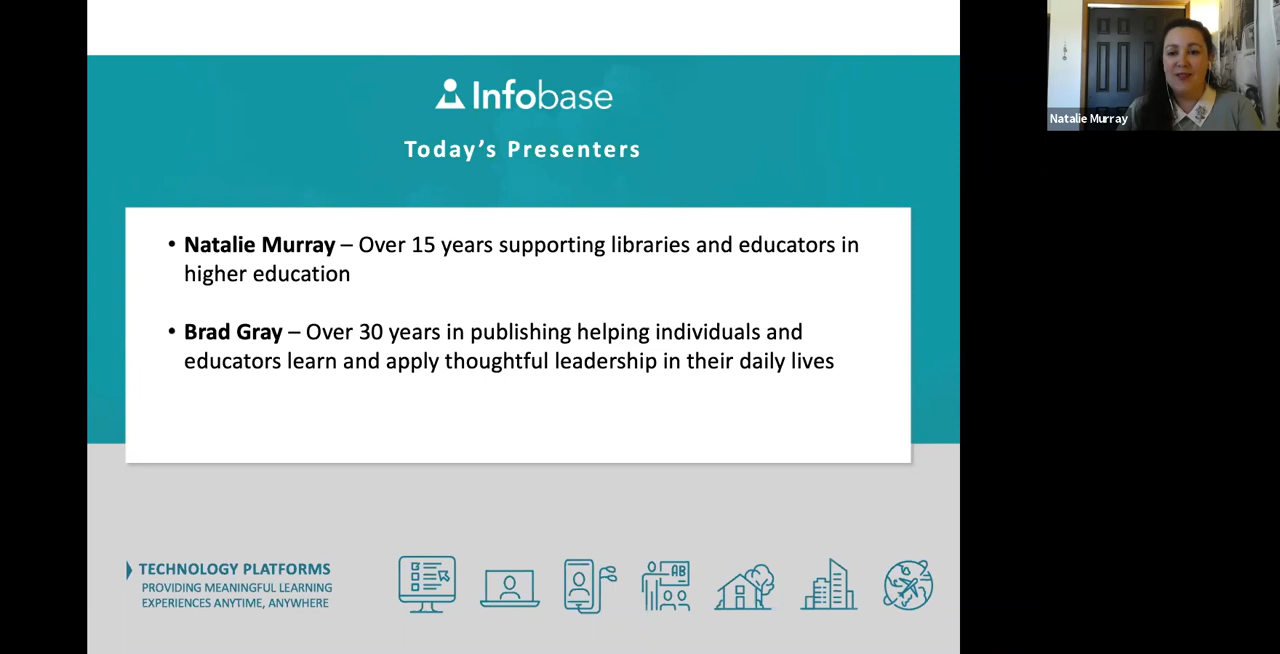 Infobase
Today's Presenters
• Natalie Murray – Over 15 years supporting libraries and educators in
higher education
• Brad Gray – Over 30 years in publishing helping individuals and
educators learn and apply thoughtful leadership in their daily lives
TECHNOLOGY PLATFORMS
PROVIDING MEANINGFUL LEARNING
EXPERIENCES ANYTIME, ANYWHERE
AB
Natalie Murray